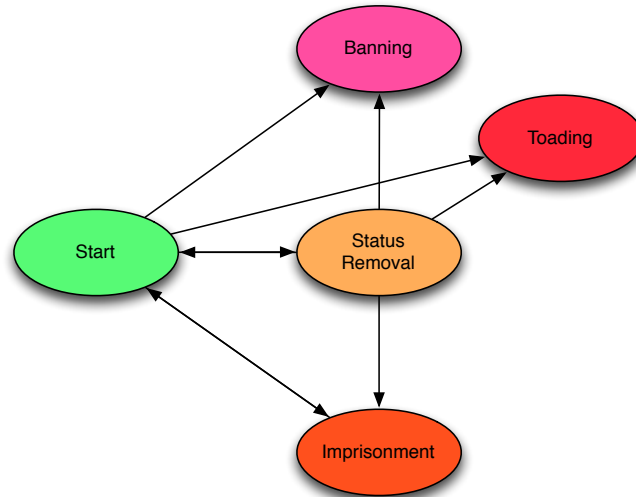 Banning
Toading
Start
Status
Removal
Imprisonment